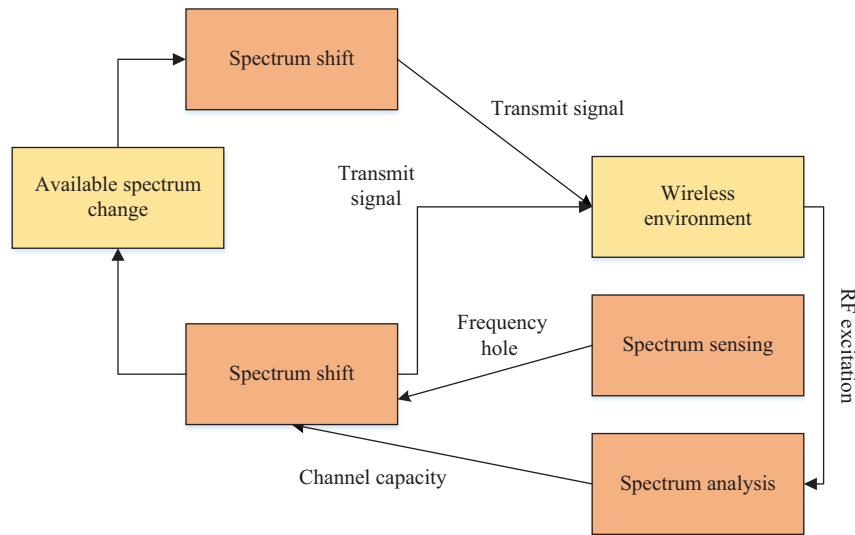 Spectrum shift
Transmit signal
Available spectrum
change
Transmit
signal
Wireless
environment
RF excitation
Frequency
hole
Spectrum sensing
Spectrum shift
Channel capacity
Spectrum analysis